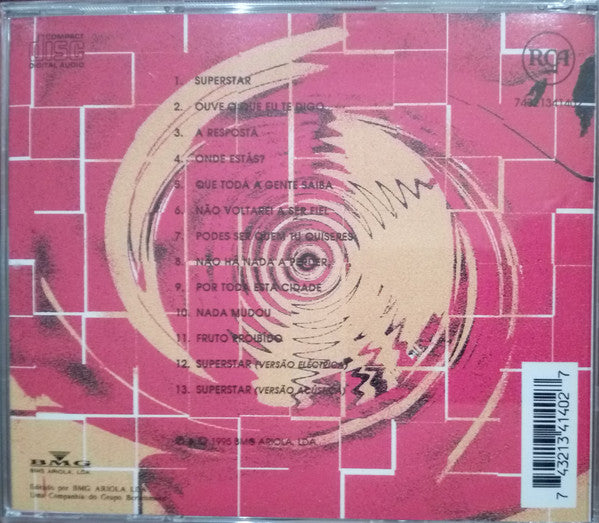 COMPACT
disc
DIGITAL AUDIO
RCA
74321341402
1. SUPERSTAR
2. OUVE O QUE EU TE DIGO
3. A RESPOSTA
4. ONDE ESTÁS?
5. QUE TODA A GENTE SAIBA
6. NÃO VOLTAREI A SER FIEL
7. PODES SER QUEM TU QUISERES
8. NÃO HÁ NADA A PERDER
9. POR TODA ESTA CIDADE
10. NADA MUDOU
11. FRUTO PROIBIDO
12. SUPERSTAR (VERSÃO ELÉCTRICA)
13. SUPERSTAR (VERSÃO ACÚSTICA)
℗ © 1995 BMG ARIOLA, LDA.
BMG
BMG ARIOLA, LDA
Editado por BMG ARIOLA, LDA.
Uma Companhia do Grupo Bertelsmann
7 43213 41402 7